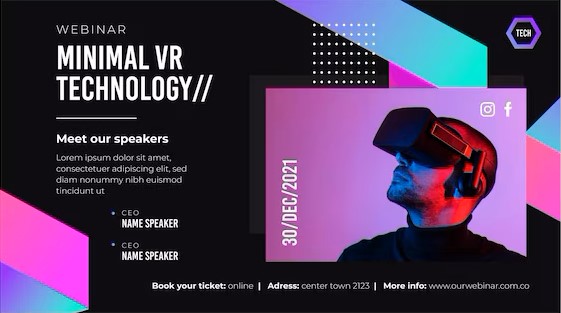 WEBINAR
MINIMAL VR
TECHNOLOGY//
Meet our speakers
Lorem ipsum dolor sit amet,
consectetuer adipiscing elit, sed
diam nonummy nibh euismod
tincidunt ut
CEO
NAME SPEAKER
CEO
NAME SPEAKER
TECH
30/DEC/2021
Book your ticket: online | Adress: center town 2123 | More info: www.ourwebinar.com.co